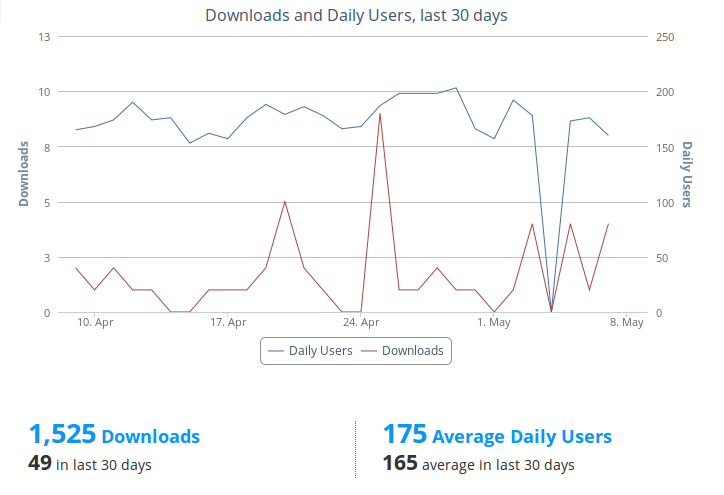 Downloads and Daily Users, last 30 days
13
10
8
5
3
0
Downloads
250
200
150
100
50
0
Daily Users
10. Apr
17. Apr
24. Apr
1. May
8. May
Daily Users
Downloads
1,525 Downloads
49 in last 30 days
175 Average Daily Users
165 average in last 30 days